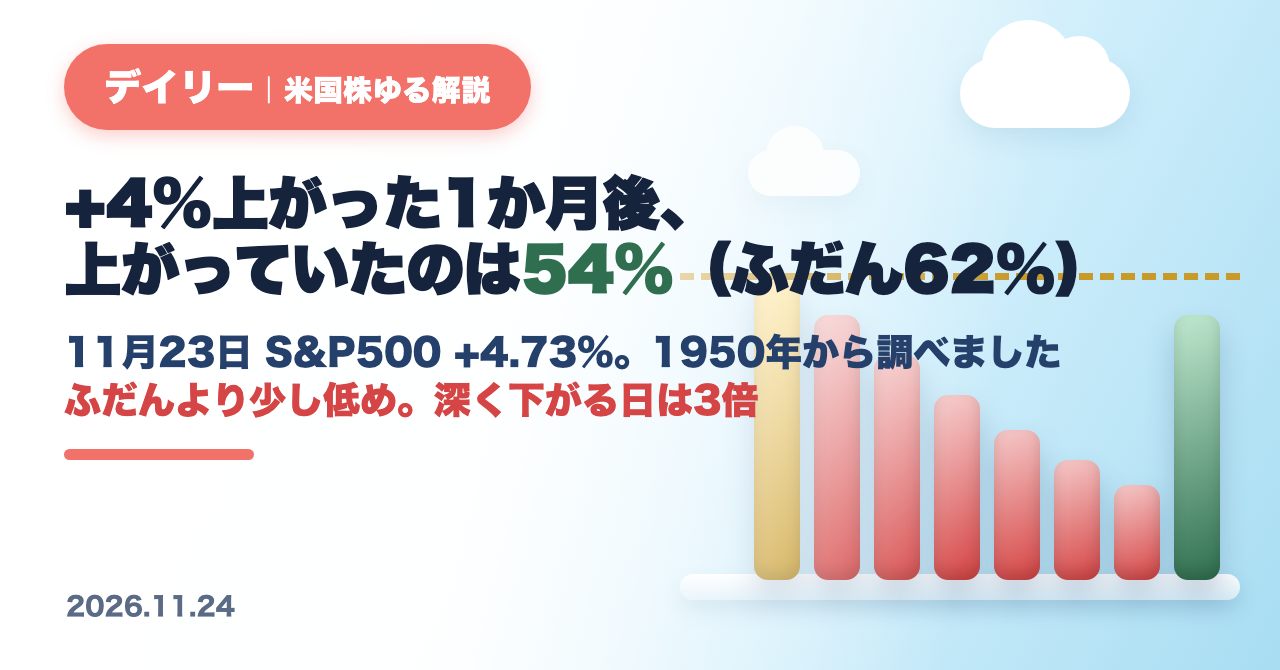 デイリー｜米国株ゆる解説
+4%上がった1か月後、
上がっていたのは54%（ふだん62%）
11月23日 S&P500 +4.73%。1950年から調べました
ふだんより少し低め。深く下がる日は3倍
2026.11.24